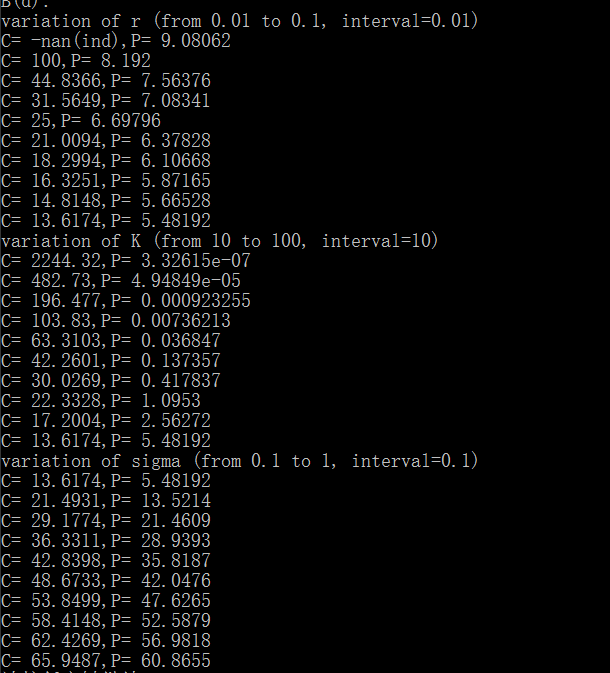 B(d):
variation of r (from 0.01 to 0.1, interval=0.01)
C= -nan(ind),P= 9.08062
C= 100,P= 8.192
C= 44.8366,P= 7.56376
C= 31.5649,P= 7.08341
C= 25,P= 6.69796
C= 21.0094,P= 6.37828
C= 18.2994,P= 6.10668
C= 16.3251,P= 5.87165
C= 14.8148,P= 5.66528
C= 13.6174,P= 5.48192
variation of K (from 10 to 100, interval=10)
C= 2244.32,P= 3.32615e-07
C= 482.73,P= 4.94849e-05
C= 196.477,P= 0.000923255
C= 103.83,P= 0.00736213
C= 63.3103,P= 0.036847
C= 42.2601,P= 0.137357
C= 30.0269,P= 0.417837
C= 22.3328,P= 1.0953
C= 17.2004,P= 2.56272
C= 13.6174,P= 5.48192
variation of sigma (from 0.1 to 1, interval=0.1)
C= 13.6174,P= 5.48192
C= 21.4931,P= 13.5214
C= 29.1774,P= 21.4609
C= 36.3311,P= 28.9393
C= 42.8398,P= 35.8187
C= 48.6733,P= 42.0476
C= 53.8499,P= 47.6265
C= 58.4148,P= 52.5879
C= 62.4269,P= 56.9818
C= 65.9487,P= 60.8655